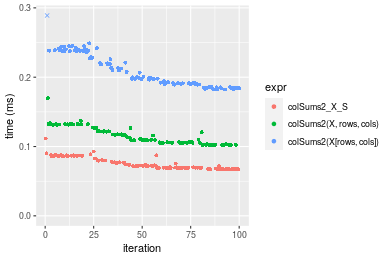 0.3
0.2
0.1
0.0
time (ms)
0
25
50
75
100
iteration
expr
colSums2_X_S
colSums2(X, rows, cols)
colSums2(X[rows, cols])